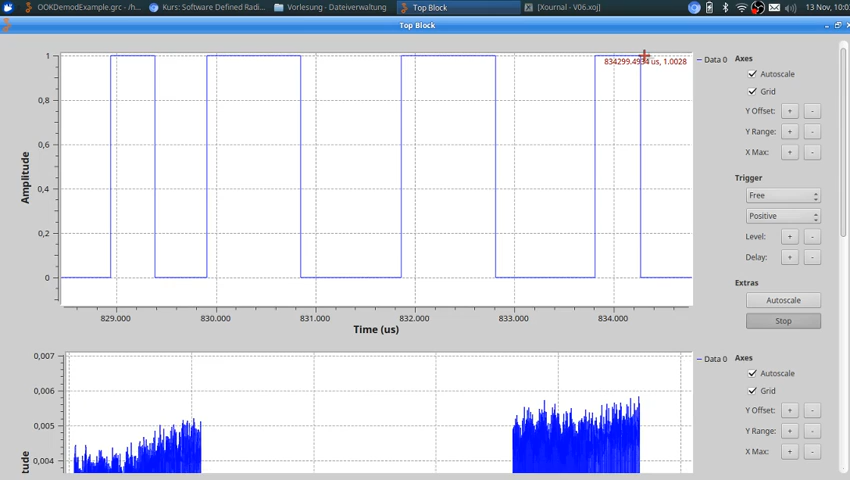 OOKDemodExample.grc - /h...
Kurs: Software Defined Radi...
Vorlesung - Dateiverwaltung
Top Block
[Xournal - V06.xoj]
13 Nov, 10:0
Top Block
1
0,8
0,6
0,4
0,2
0
Amplitude
834299.4934 us, 1.0028
829.000
830.000
831.000
832.000
833.000
834.000
Time (us)
Data 0
Axes
Autoscale
Grid
Y Offset: + -
Y Range: + -
X Max: + -
Trigger
Free
Positive
Level: + -
Delay: + -
Extras
Autoscale
Stop
0,007
0,006
0,005
0,004
tude
Data 0
Axes
Autoscale
Grid
Y Offset: + -
Y Range: + -
X Max: + -